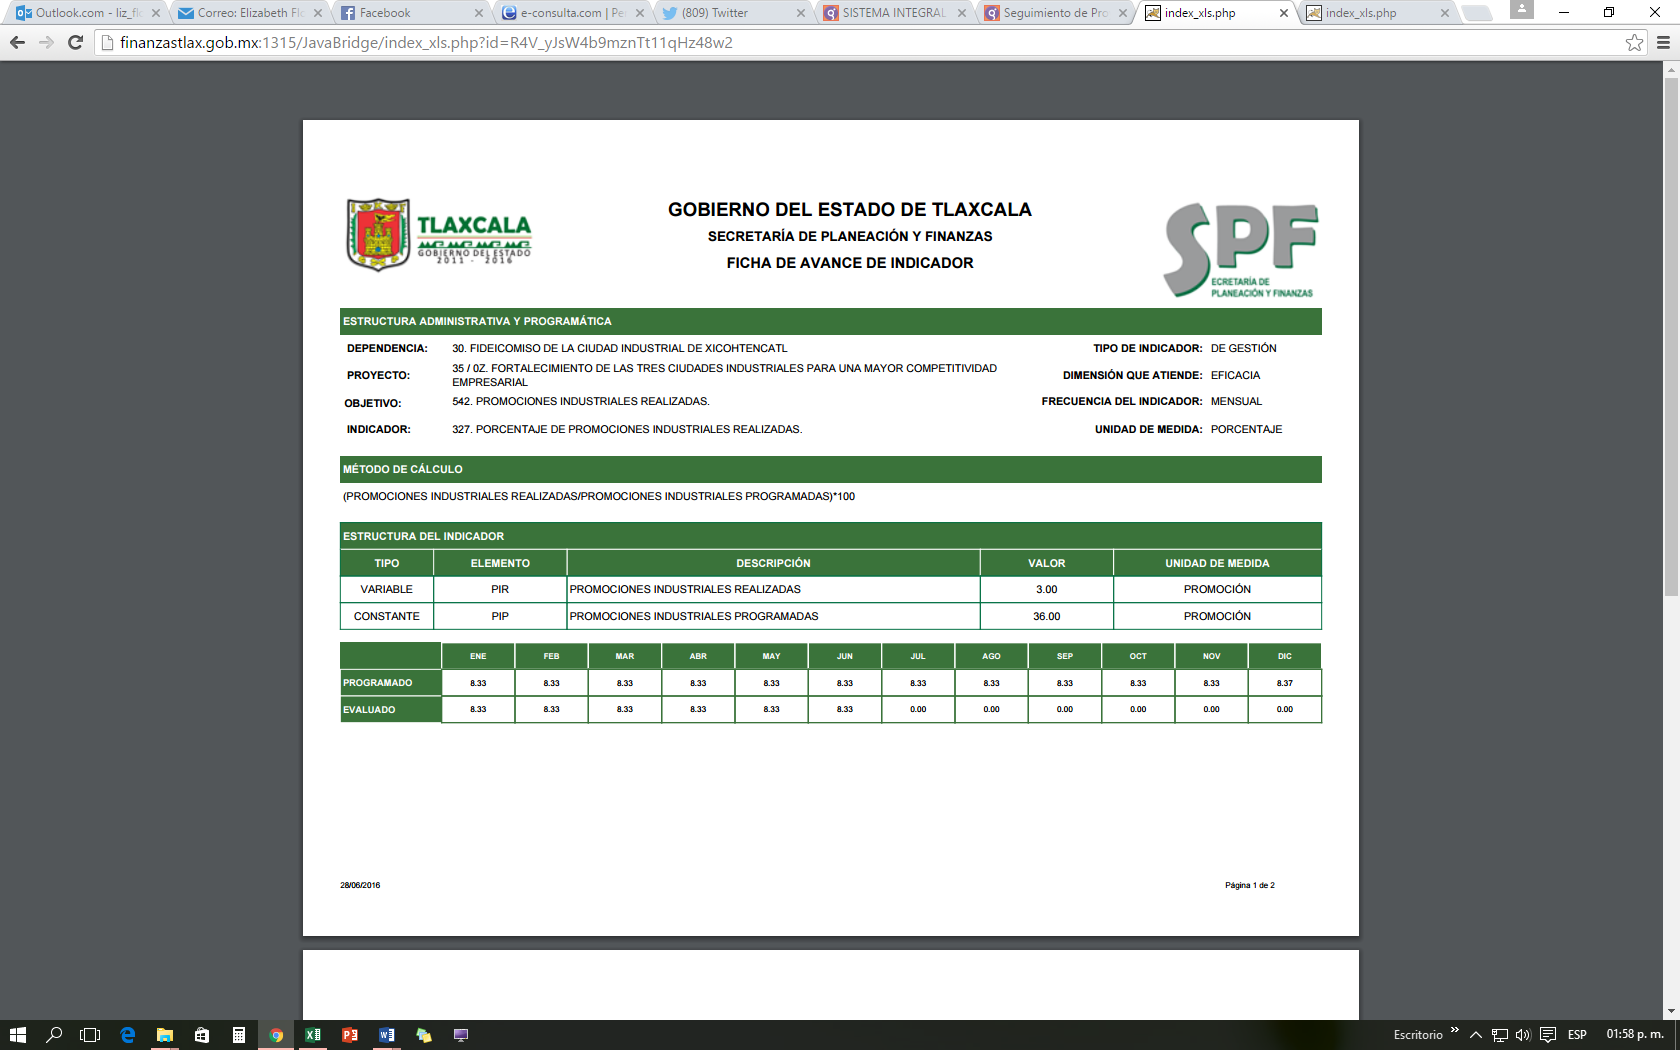 Outlook.com - liz_fl
Correo: Elizabeth Fl
Facebook
e-consulta.com | Pe
(809) Twitter
SISTEMA INTEGRAL
Seguimiento de Pro
index_xls.php
index_xls.php
finanzastlax.gob.mx:1315/JavaBridge/index_xls.php?id=R4V_yJsW4b9mznTt11qHz48w2
TLAXCALA
GOBIERNO DEL ESTADO
2011 - 2016
GOBIERNO DEL ESTADO DE TLAXCALA
SECRETARÍA DE PLANEACIÓN Y FINANZAS
FICHA DE AVANCE DE INDICADOR
SPF
ECRETARÍA DE
PLANEACIÓN Y FINANZAS
ESTRUCTURA ADMINISTRATIVA Y PROGRAMÁTICA
DEPENDENCIA: 30. FIDEICOMISO DE LA CIUDAD INDUSTRIAL DE XICOHTENCATL TIPO DE INDICADOR: DE GESTIÓN
PROYECTO: 35 / 0Z. FORTALECIMIENTO DE LAS TRES CIUDADES INDUSTRIALES PARA UNA MAYOR COMPETITIVIDAD
EMPRESARIAL DIMENSIÓN QUE ATIENDE: EFICACIA
OBJETIVO: 542. PROMOCIONES INDUSTRIALES REALIZADAS. FRECUENCIA DEL INDICADOR: MENSUAL
INDICADOR: 327. PORCENTAJE DE PROMOCIONES INDUSTRIALES REALIZADAS. UNIDAD DE MEDIDA: PORCENTAJE
MÉTODO DE CÁLCULO
(PROMOCIONES INDUSTRIALES REALIZADAS/PROMOCIONES INDUSTRIALES PROGRAMADAS)*100
ESTRUCTURA DEL INDICADOR
TIPO ELEMENTO DESCRIPCIÓN VALOR UNIDAD DE MEDIDA
VARIABLE PIR PROMOCIONES INDUSTRIALES REALIZADAS 3.00 PROMOCIÓN
CONSTANTE PIP PROMOCIONES INDUSTRIALES PROGRAMADAS 36.00 PROMOCIÓN
ENE FEB MAR ABR MAY JUN JUL AGO SEP OCT NOV DIC
PROGRAMADO 8.33 8.33 8.33 8.33 8.33 8.33 8.33 8.33 8.33 8.33 8.33 8.37
EVALUADO 8.33 8.33 8.33 8.33 8.33 8.33 0.00 0.00 0.00 0.00 0.00 0.00
28/06/2016 Página 1 de 2
Escritorio ESP 01:58 p. m.